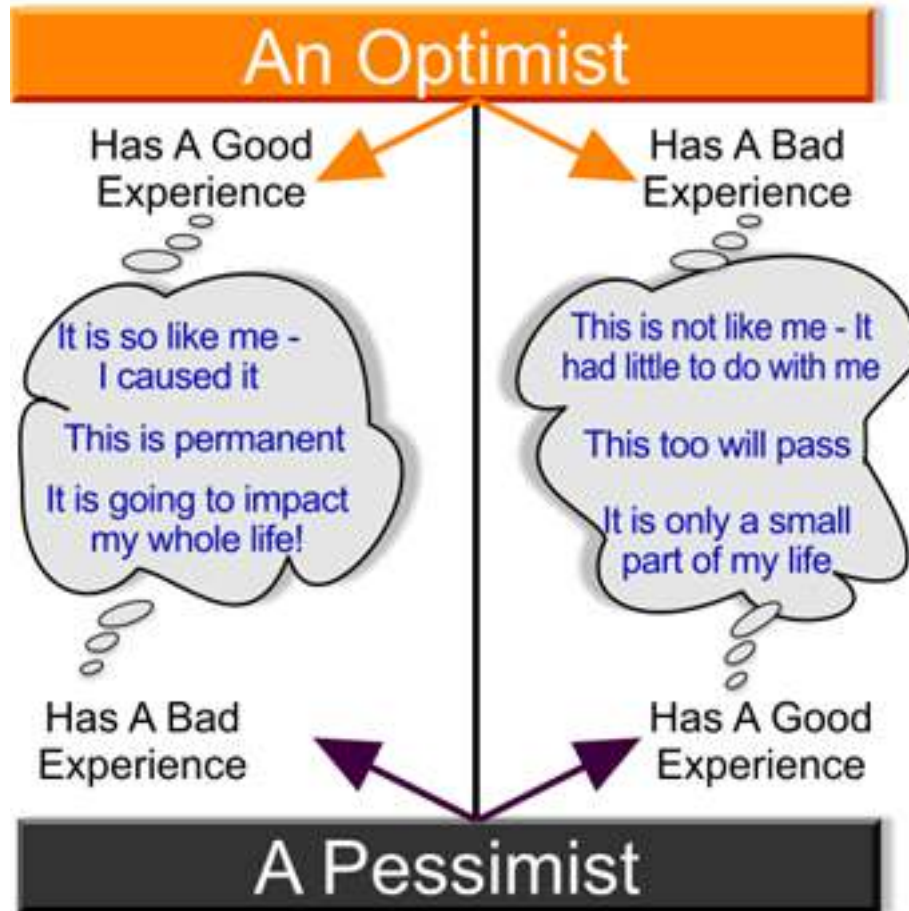 An Optimist
Has A Good
Experience
Has A Bad
Experience
It is so like me -
I caused it
This is permanent
It is going to impact
my whole life!
This is not like me - It
had little to do with me
This too will pass
It is only a small
part of my life
Has A Bad
Experience
Has A Good
Experience
A Pessimist